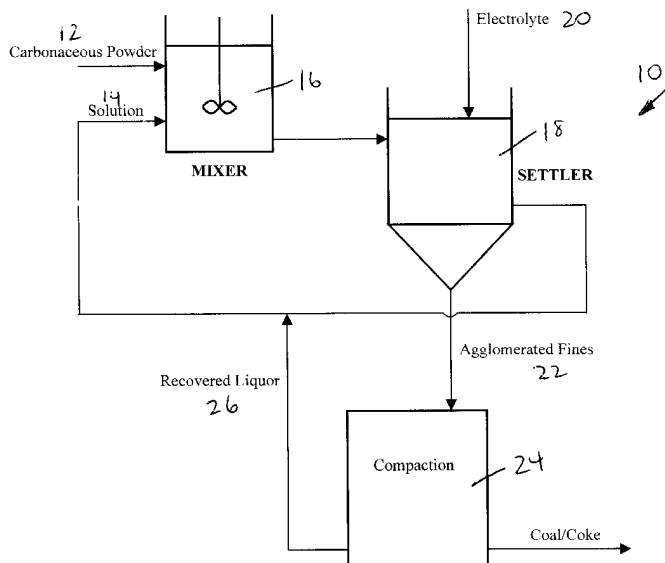 12
Carbonaceous Powder
14
Solution
16
MIXER
Electrolyte 20
10
18
SETTLER
Agglomerated Fines
22
Recovered Liquor
26
Compaction
24
Coal/Coke